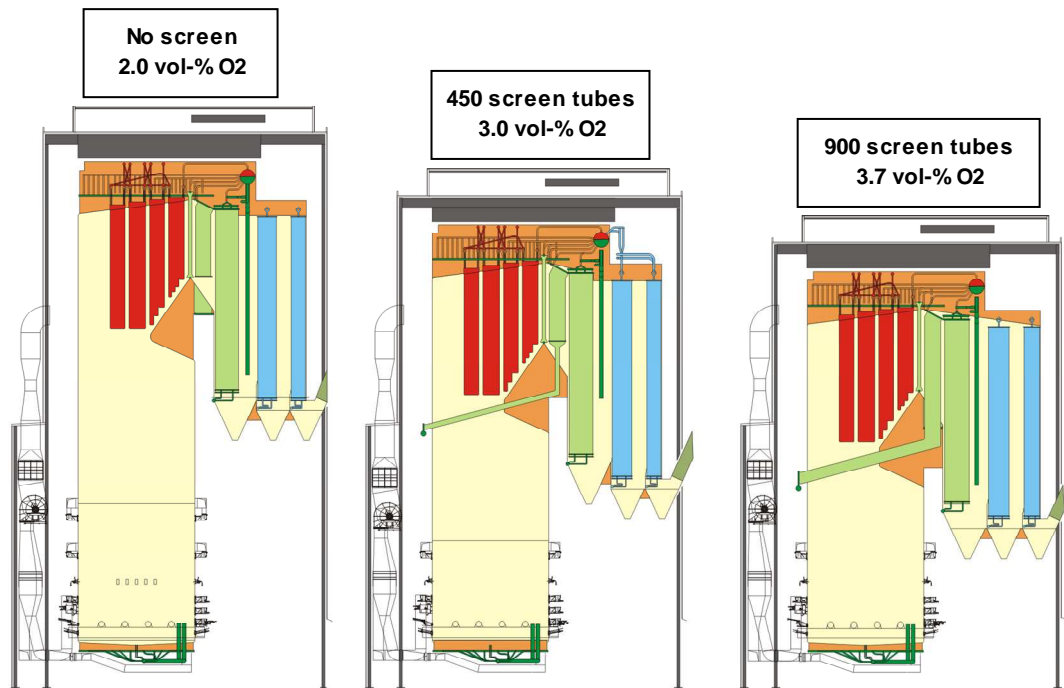 No screen
2.0 vol-% O2
450 screen tubes
3.0 vol-% O2
900 screen tubes
3.7 vol-% O2